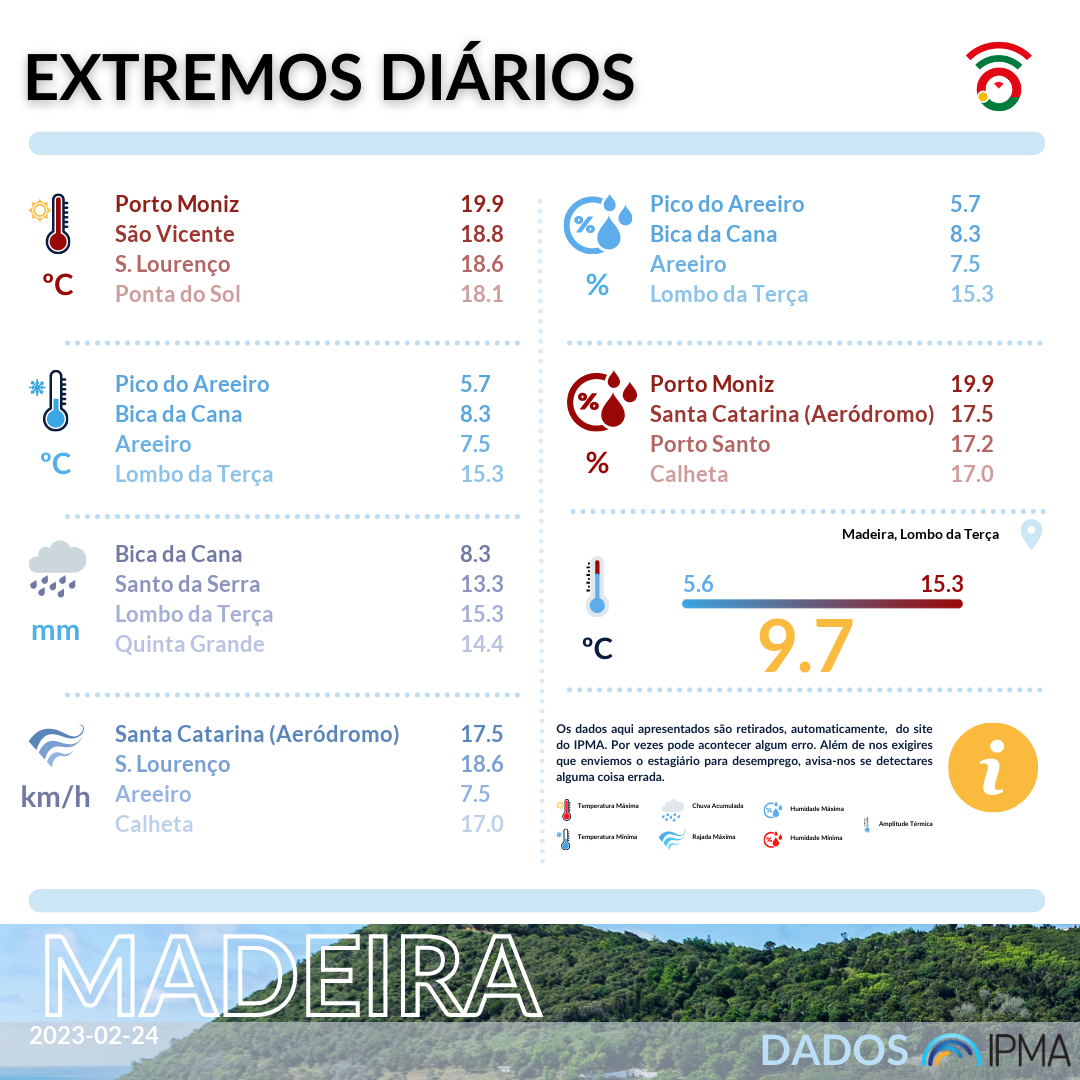 EXTREMOS DIÁRIOS
ºC
Porto Moniz 19.9
São Vicente 18.8
S. Lourenço 18.6
Ponta do Sol 18.1
ºC
Pico do Areeiro 5.7
Bica da Cana 8.3
Areeiro 7.5
Lombo da Terça 15.3
mm
Bica da Cana 8.3
Santo da Serra 13.3
Lombo da Terça 15.3
Quinta Grande 14.4
km/h
Santa Catarina (Aeródromo) 17.5
S. Lourenço 18.6
Areeiro 7.5
Calheta 17.0
%
%
Pico do Areeiro 5.7
Bica da Cana 8.3
Areeiro 7.5
Lombo da Terça 15.3
%
%
Porto Moniz 19.9
Santa Catarina (Aeródromo) 17.5
Porto Santo 17.2
Calheta 17.0
Madeira, Lombo da Terça
ºC
5.6 15.3
9.7
Os dados aqui apresentados são retirados, automaticamente, do site
do IPMA. Por vezes pode acontecer algum erro. Além de nos exigires
que enviemos o estagiário para desemprego, avisa-nos se detectares
alguma coisa errada.
i
Temperatura Máxima
Chuva Acumulada
% Humidade Máxima
Amplitude Térmica
Temperatura Mínima
Rajada Máxima
% Humidade Mínima
MADEIRA
2023-02-24
DADOS IPMA